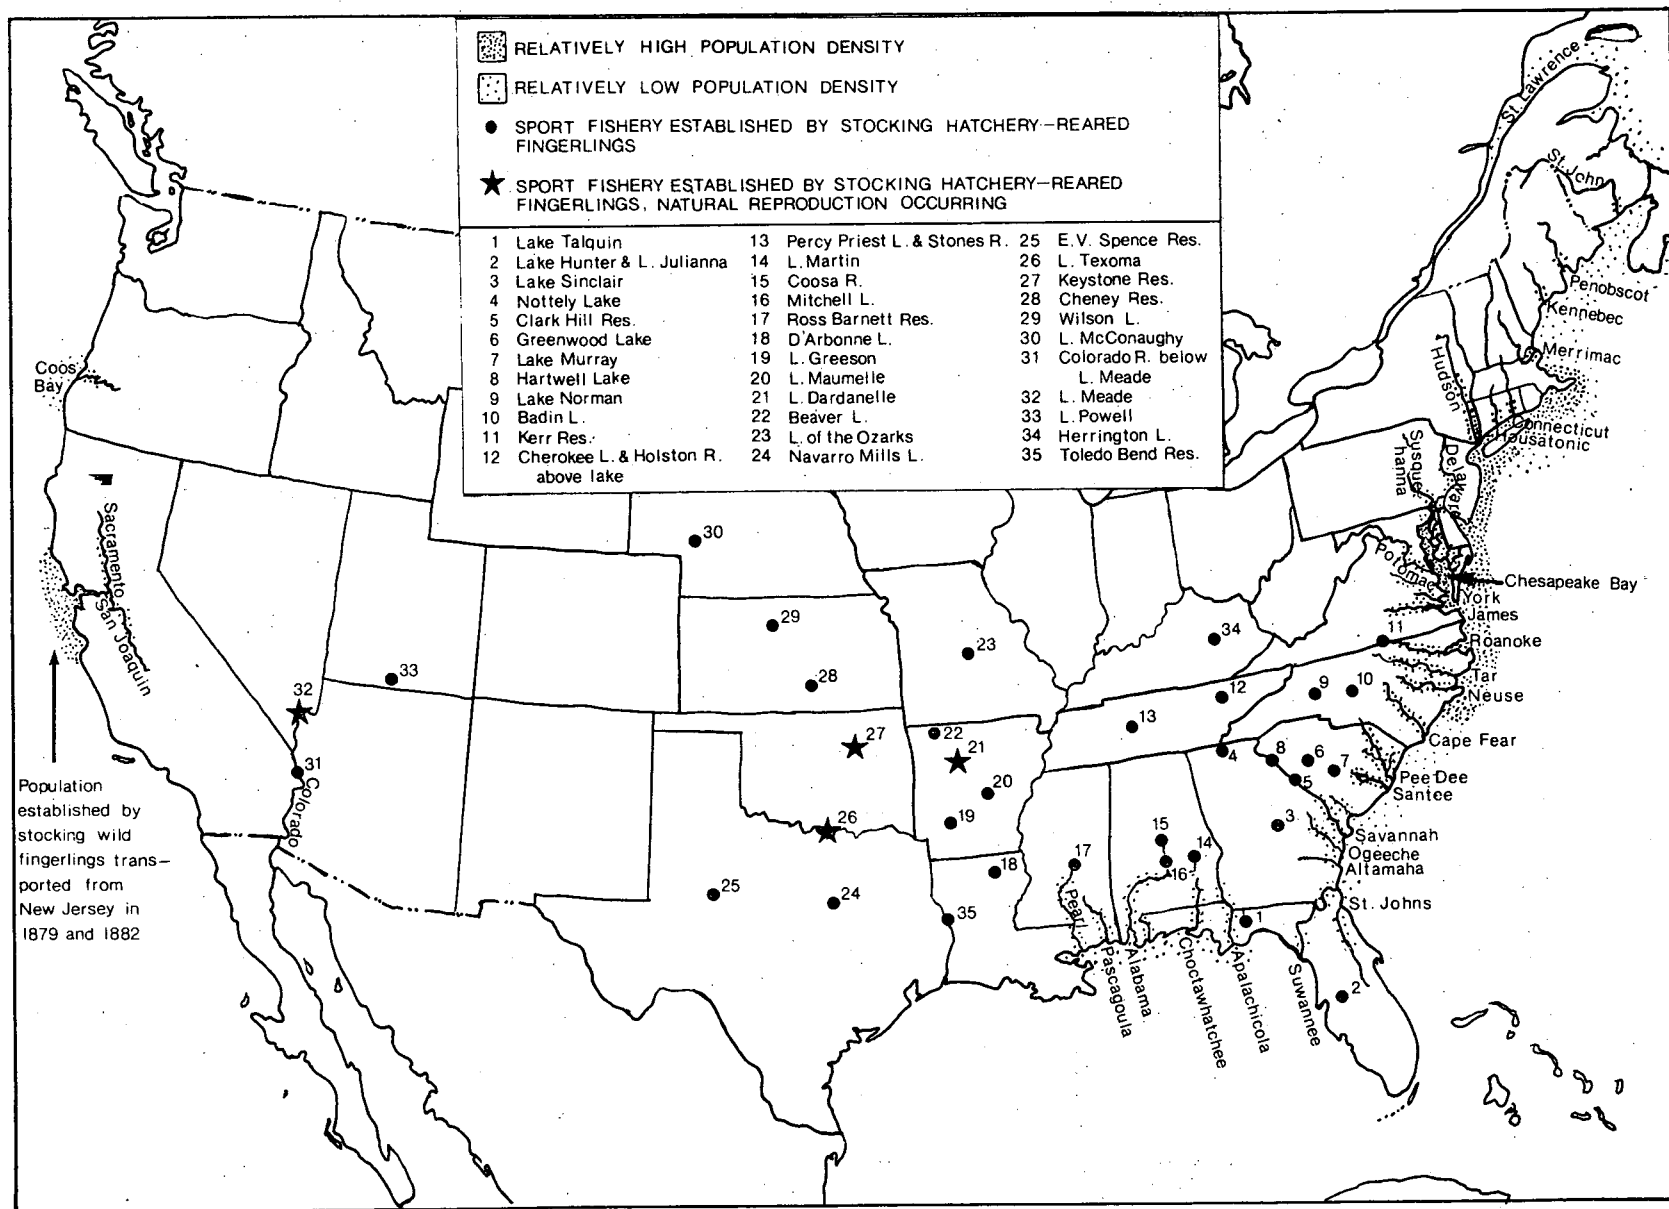 RELATIVELY HIGH POPULATION DENSITY
RELATIVELY LOW POPULATION DENSITY
SPORT FISHERY ESTABLISHED BY STOCKING HATCHERY-REARED
FINGERLINGS
SPORT FISHERY ESTABLISHED BY STOCKING HATCHERY-REARED
FINGERLINGS, NATURAL REPRODUCTION OCCURRING
1 Lake Talquin
2 Lake Hunter & L. Julianna
3 Lake Sinclair
4 Nottely Lake
5 Clark Hill Res.
6 Greenwood Lake
7 Lake Murray
8 Hartwell Lake
9 Lake Norman
10 Badin L.
11 Kerr Res.
12 Cherokee L. & Holston R.
above lake
13 Percy Priest L. & Stones R.
14 L. Martin
15 Coosa R.
16 Mitchell L.
17 Ross Barnett Res.
18 D'Arbonne L.
19 L. Greeson
20 L. Maumelle
21 L. Dardanelle
22 Beaver L.
23 L. of the Ozarks
24 Navarro Mills L.
25 E.V. Spence Res.
26 L. Texoma
27 Keystone Res.
28 Cheney Res.
29 Wilson L.
30 L. McConaughy
31 Colorado R. below
L. Meade
32 L. Meade
33 L. Powell
34 Herrington L.
35 Toledo Bend Res.
Coos
Bay
Sacramento
San Joaquin
Population
established by
stocking wild
fingerlings trans-
ported from
New Jersey in
1879 and 1882
Colorado
St. Lawrence
St. John
Penobscot
Kennebec
Merrimac
Hudson
Connecticut
Housatonic
Susque
hanna
Delaware
Potomac
Chesapeake Bay
York
James
Roanoke
Tar
Neuse
Cape Fear
Pee Dee
Santee
Savannah
Ogeeche
Altamaha
St. Johns
Suwannee
Apalachicola
Choctawhatchee
Alabama
Pascagoula
Pearl
30
29
28
23
34
33
32
31
27
26
25
24
22
21
20
19
18
35
17
15
16
14
13
12
11
10
9
8
6
7
5
4
3
1
2